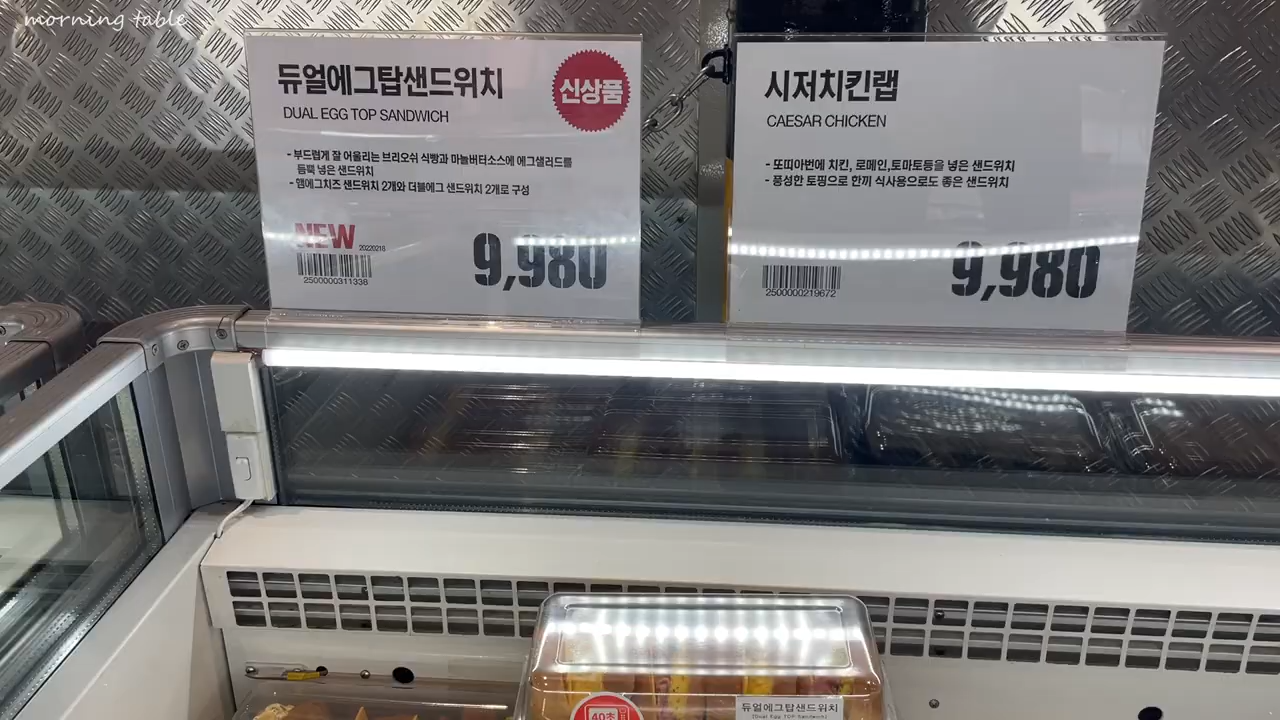 morning table
듀얼에그탑샌드위치
신상품
DUAL EGG TOP SANDWICH
- 부드럽게 잘 어울리는 브리오쉬 식빵과 마늘버터소스에 에그샐러드를
듬뿍 넣은 샌드위치
- 햄에그치즈 샌드위치 2개와 더블에그 샌드위치 2개로 구성
NEW
20220218
2500000311338
9,980
시저치킨랩
CAESAR CHICKEN
- 또띠아번에 치킨, 로메인,토마토등을 넣은 샌드위치
- 풍성한 토핑으로 한끼 식사용으로도 좋은 샌드위치
2500000219672
9,980
40초
듀얼에그탑샌드위치
(Dual Egg TOP Sandwich)